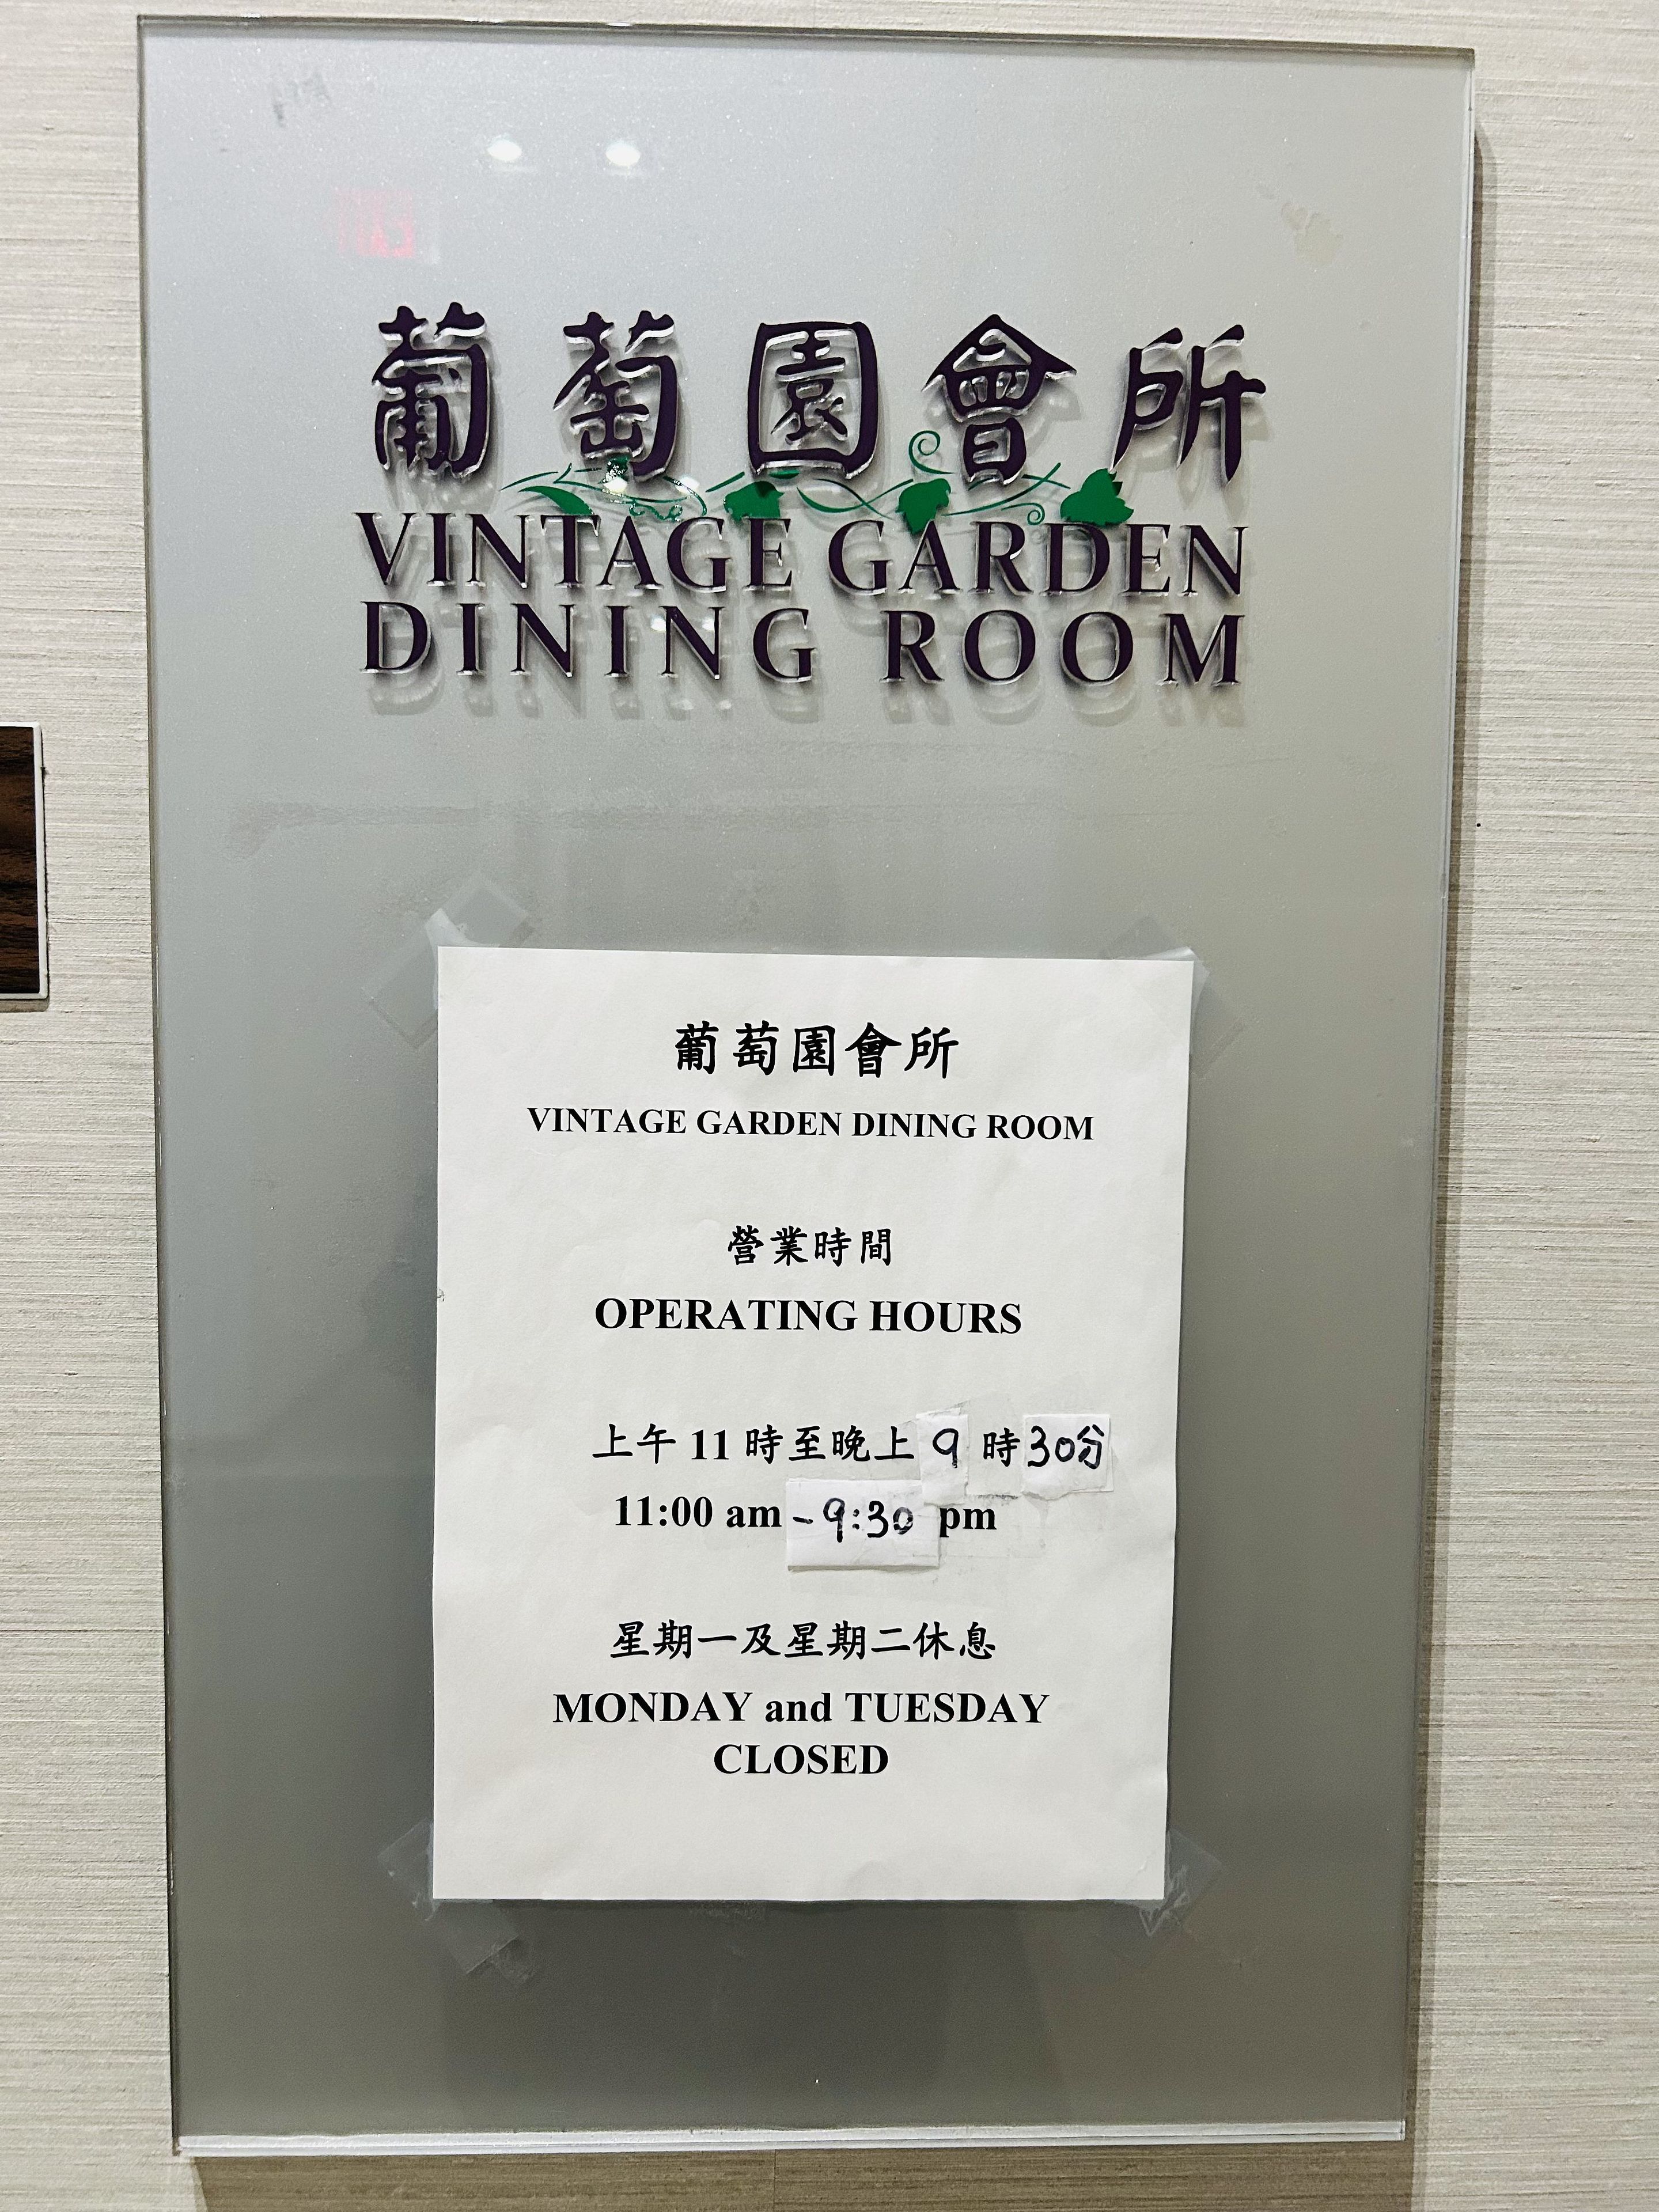 葡萄園會所
VINTAGE GARDEN
DINING ROOM
葡萄園會所
VINTAGE GARDEN DINING ROOM
營業時間
OPERATING HOURS
上午 11 時至晚上 9 時 30分
11:00 am - 9:30 pm
星期一及星期二休息
MONDAY and TUESDAY
CLOSED